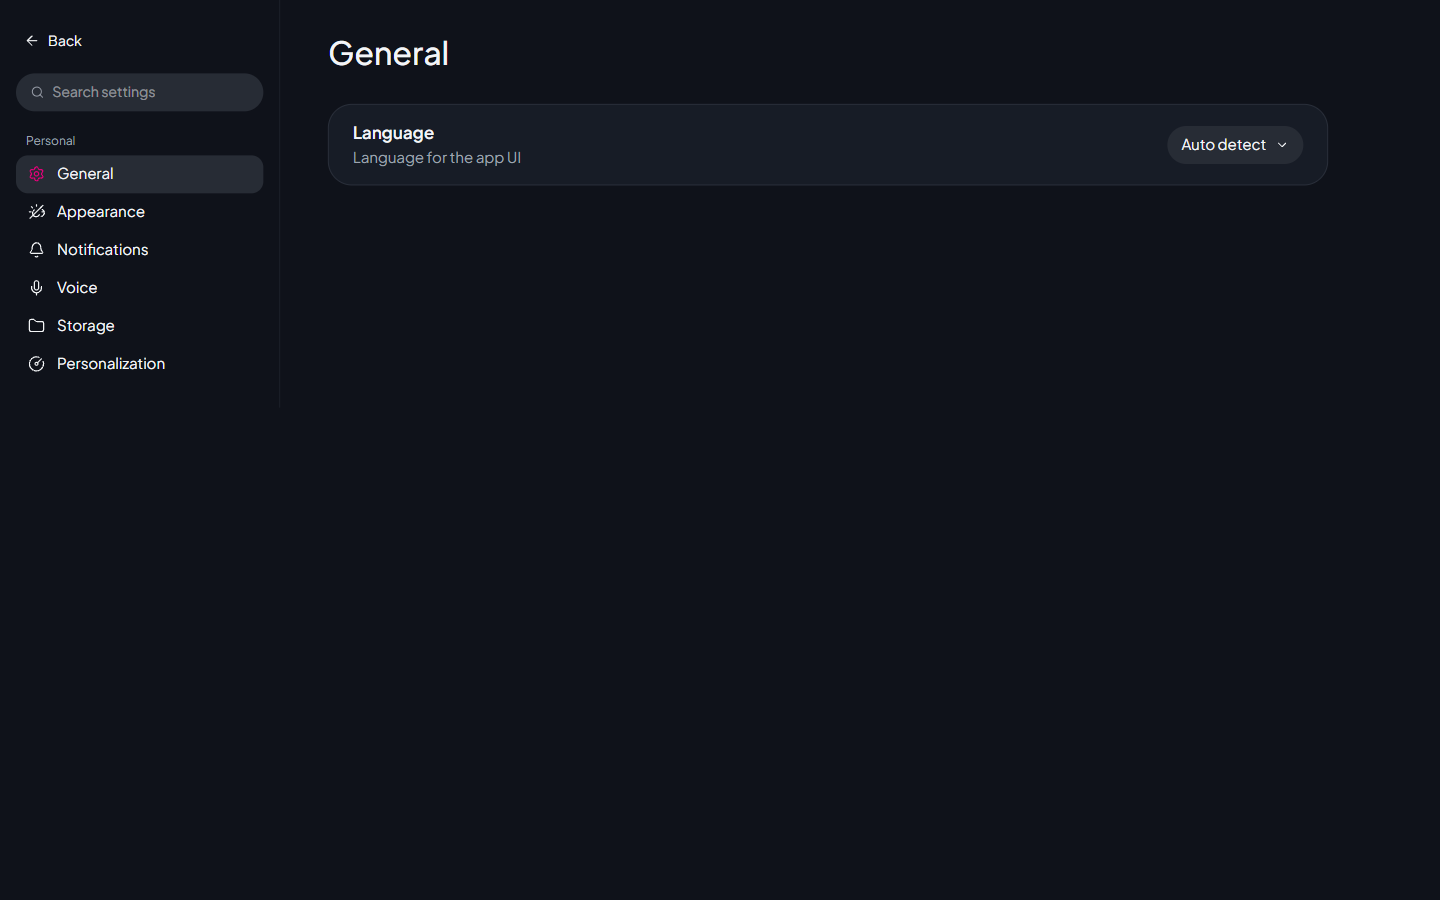 Back
Search settings
Personal
General
Appearance
Notifications
Voice
Storage
Personalization
General
Language
Language for the app UI
Auto detect